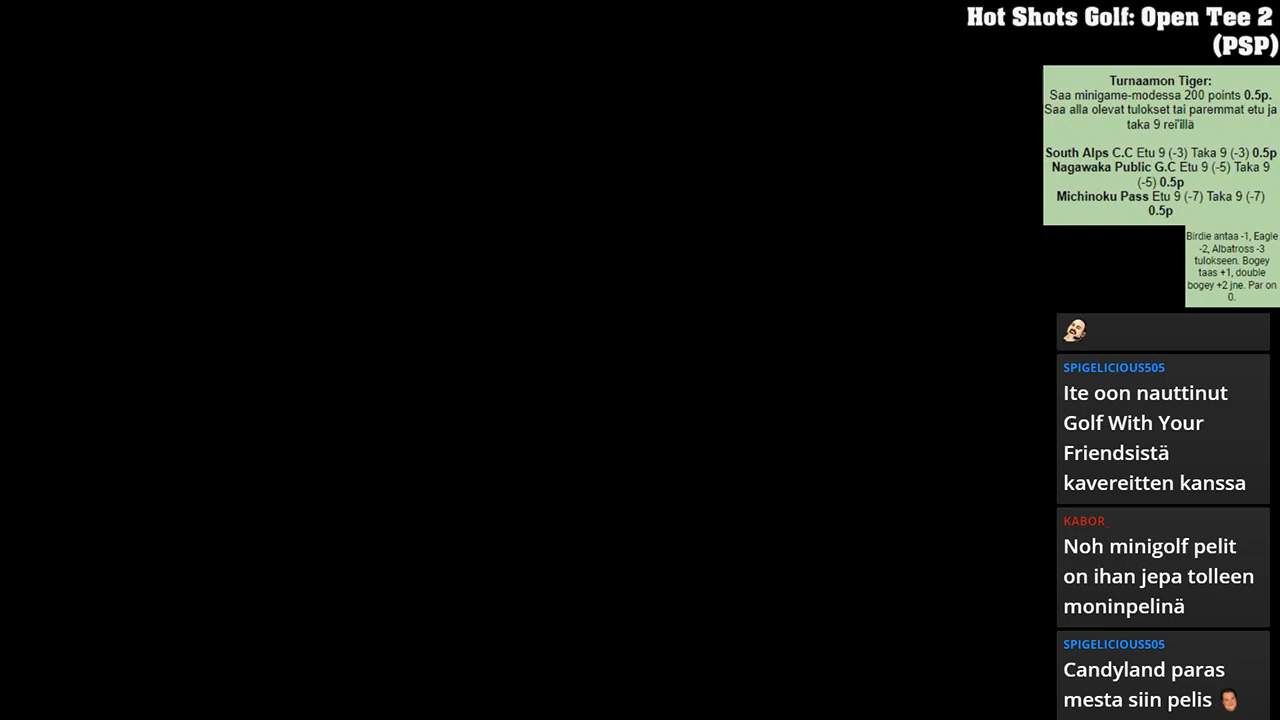 Hot Shots Golf: Open Tee 2
(PSP)
Turnaamon Tiger:
Saa minigame-modessa 200 points 0.5p.
Saa alla olevat tulokset tai paremmat etu ja
taka 9 rei'illä
South Alps C.C Etu 9 (-3) Taka 9 (-3) 0.5p
Nagawaka Public G.C Etu 9 (-5) Taka 9
(-5) 0.5p
Michinoku Pass Etu 9 (-7) Taka 9 (-7)
0.5p
Birdie antaa -1, Eagle
-2, Albatross -3
tulokseen. Bogey
taas +1, double
bogey +2 jne. Par on
0.
SPIGELICIOUS505
Ite oon nauttinut
Golf With Your
Friendsistä
kavereitten kanssa
KABOR_
Noh minigolf pelit
on ihan jepa tolleen
moninpelinä
SPIGELICIOUS505
Candyland paras
mesta siin pelis